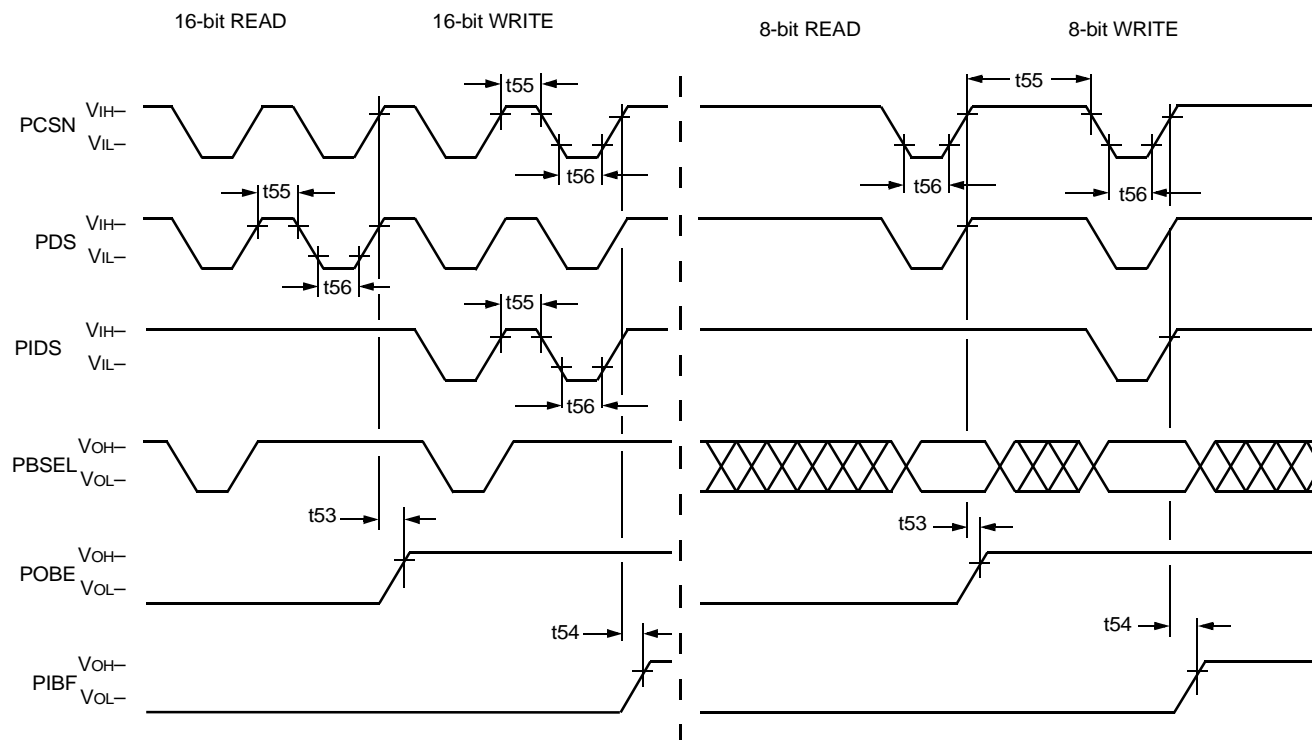 16-bit READ
16-bit WRITE
8-bit READ
8-bit WRITE
t55
t55
PCSN
VIH–
VIL–
t56
t56
t56
t55
PDS
VIH–
VIL–
t56
t55
PIDS
VIH–
VIL–
t56
PBSEL
VOH–
VOL–
t53
t53
POBE
VOH–
VOL–
t54
t54
PIBF
VOH–
VOL–